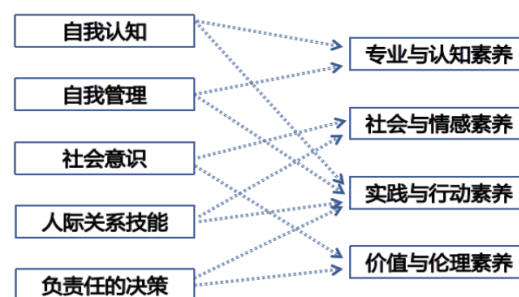 自我认知
自我管理
社会意识
人际关系技能
负责任的决策
专业与认知素养
社会与情感素养
实践与行动素养
价值与伦理素养